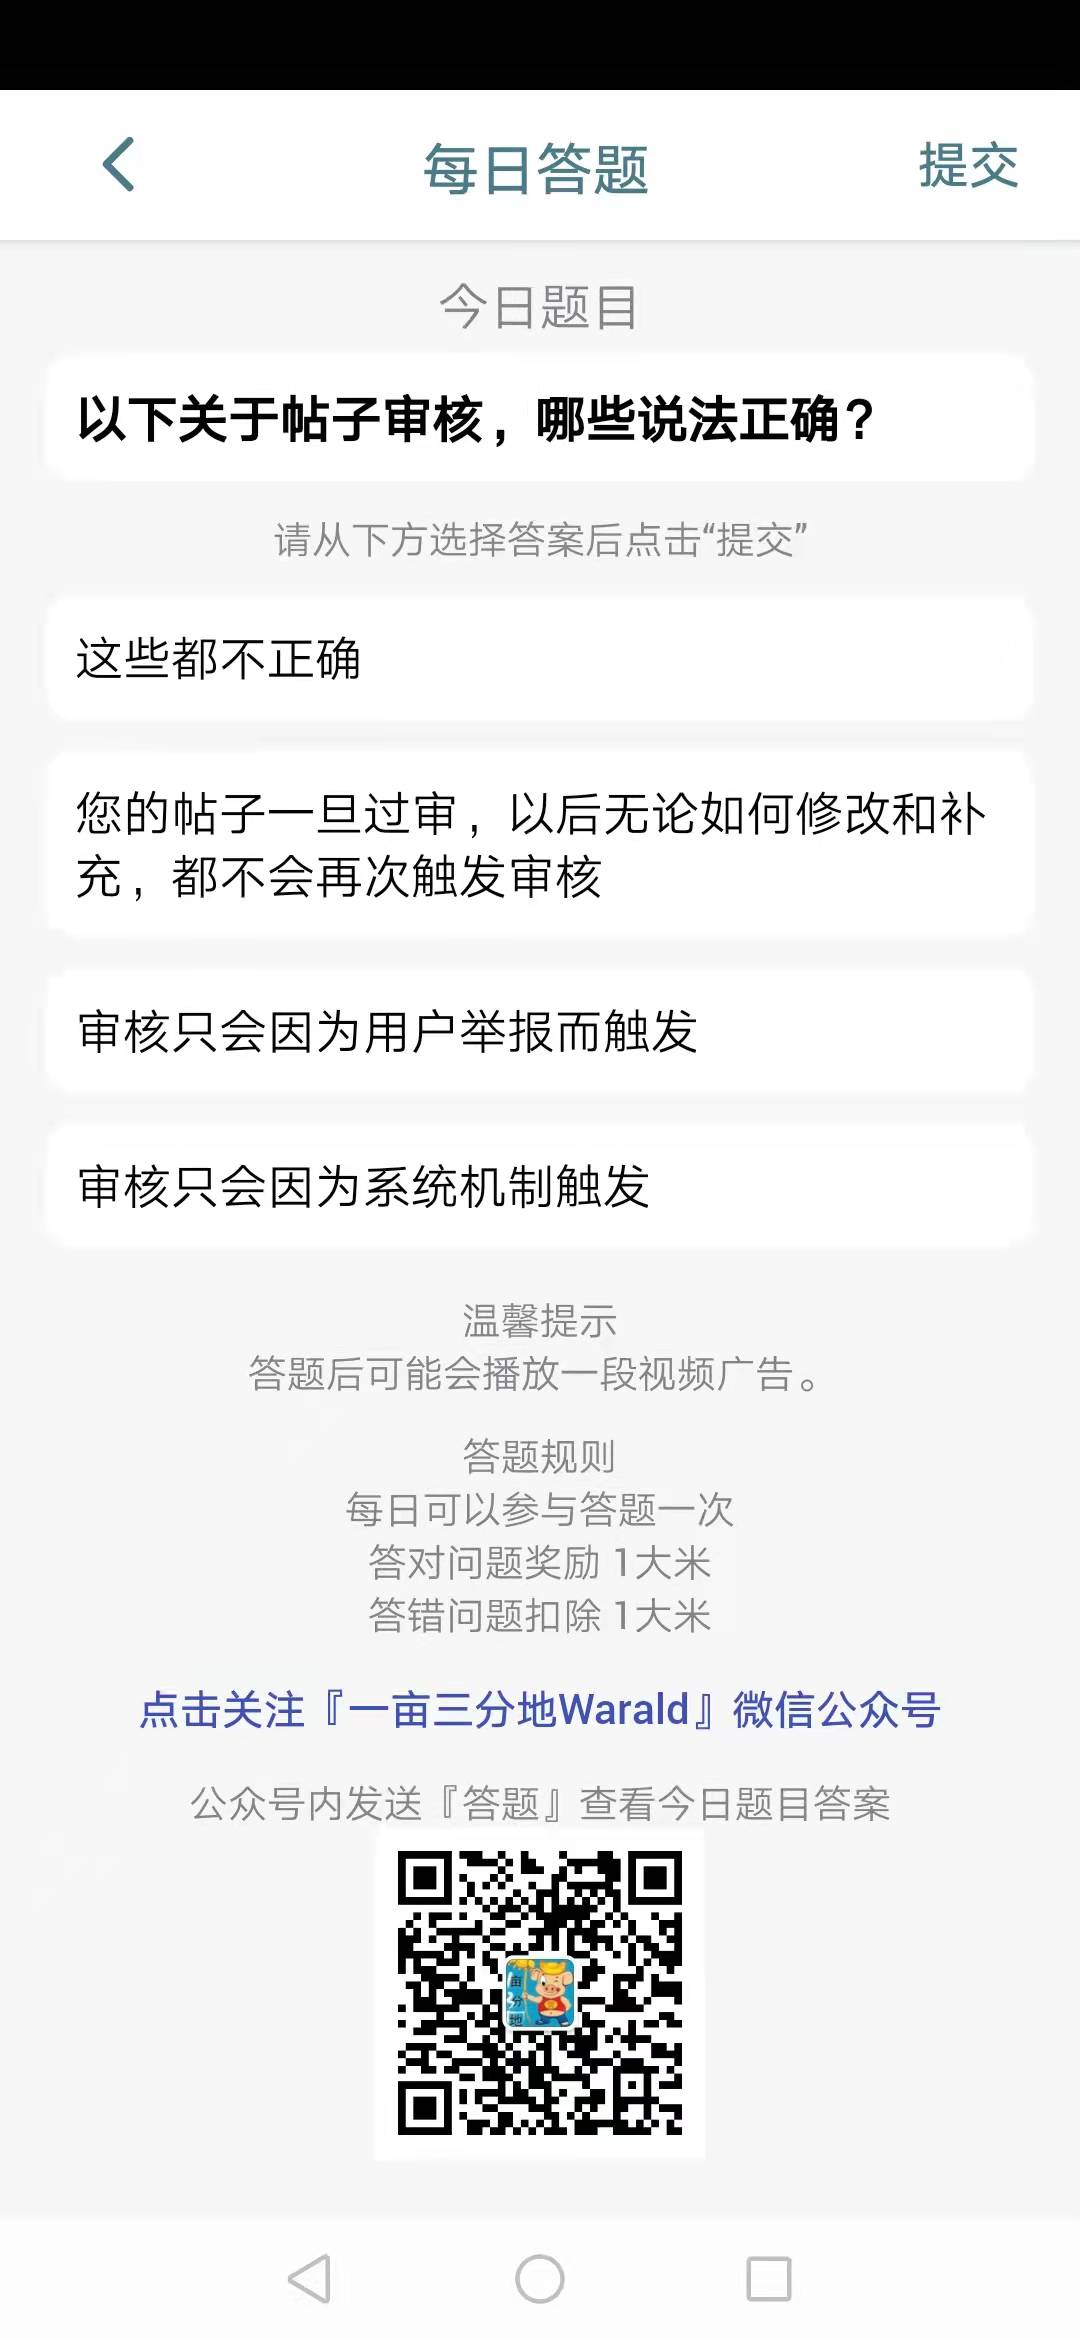 每日答题
提交
今日题目
以下关于帖子审核，哪些说法正确？
请从下方选择答案后点击“提交”
这些都不正确
您的帖子一旦过审，以后无论如何修改和补
充，都不会再次触发审核
审核只会因为用户举报而触发
审核只会因为系统机制触发
温馨提示
答题后可能会播放一段视频广告。
答题规则
每日可以参与答题一次
答对问题奖励 1大米
答错问题扣除 1大米
点击关注『一亩三分地Warald』微信公众号
公众号内发送『答题』查看今日题目答案
亩
分
地